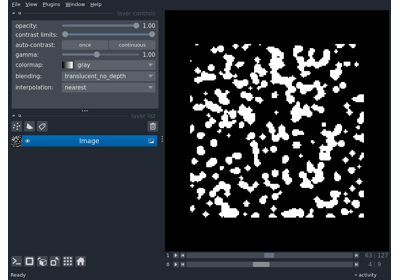 File View Plugins Window Help
layer controls
opacity: 1.00
contrast limits:
auto-contrast: once continuous
gamma: 1.00
colormap: gray
blending: translucent_no_depth
interpolation: nearest
layer list
Image
1 63 127
0 4 9
Ready activity